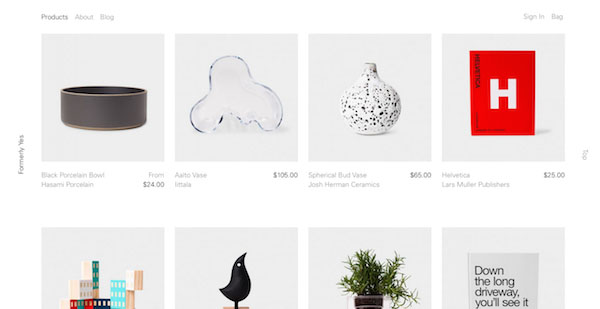 Products About Blog
Sign In Bag
Formerly Yes
HELVETICA
H
Black Porcelain Bowl From
Hasami Porcelain $24.00
Aalto Vase $105.00
Iittala
Spherical Bud Vase $65.00
Josh Herman Ceramics
Helvetica $25.00
Lars Muller Publishers
Top
Down
the long
driveway,
you'll see it